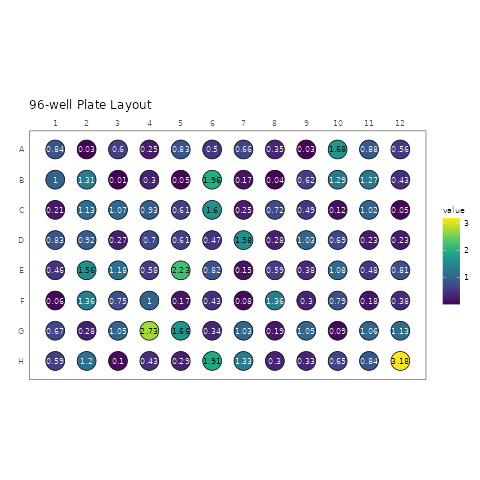 96-well Plate Layout
1 2 3 4 5 6 7 8 9 10 11 12
A 0.84 0.03 0.6 0.25 0.83 0.5 0.66 0.35 0.03 1.68 0.88 0.56
B 1 1.31 0.01 0.3 0.05 1.96 0.17 0.04 0.62 1.29 1.27 0.43
C 0.21 1.13 1.07 0.93 0.61 1.6 0.25 0.72 0.49 0.12 1.02 0.05
D 0.83 0.92 0.27 0.7 0.61 0.47 1.58 0.28 1.03 0.69 0.23 0.23
E 0.46 1.56 1.18 0.58 2.23 0.82 0.15 0.59 0.38 1.08 0.48 0.81
F 0.06 1.36 0.75 1 0.17 0.43 0.08 1.36 0.3 0.79 0.18 0.38
G 0.67 0.28 1.05 2.73 1.66 0.34 1.03 0.19 1.05 0.09 1.06 1.13
H 0.59 1.2 0.1 0.43 0.29 1.91 1.33 0.3 0.33 0.65 0.84 3.18
value
3
2
1